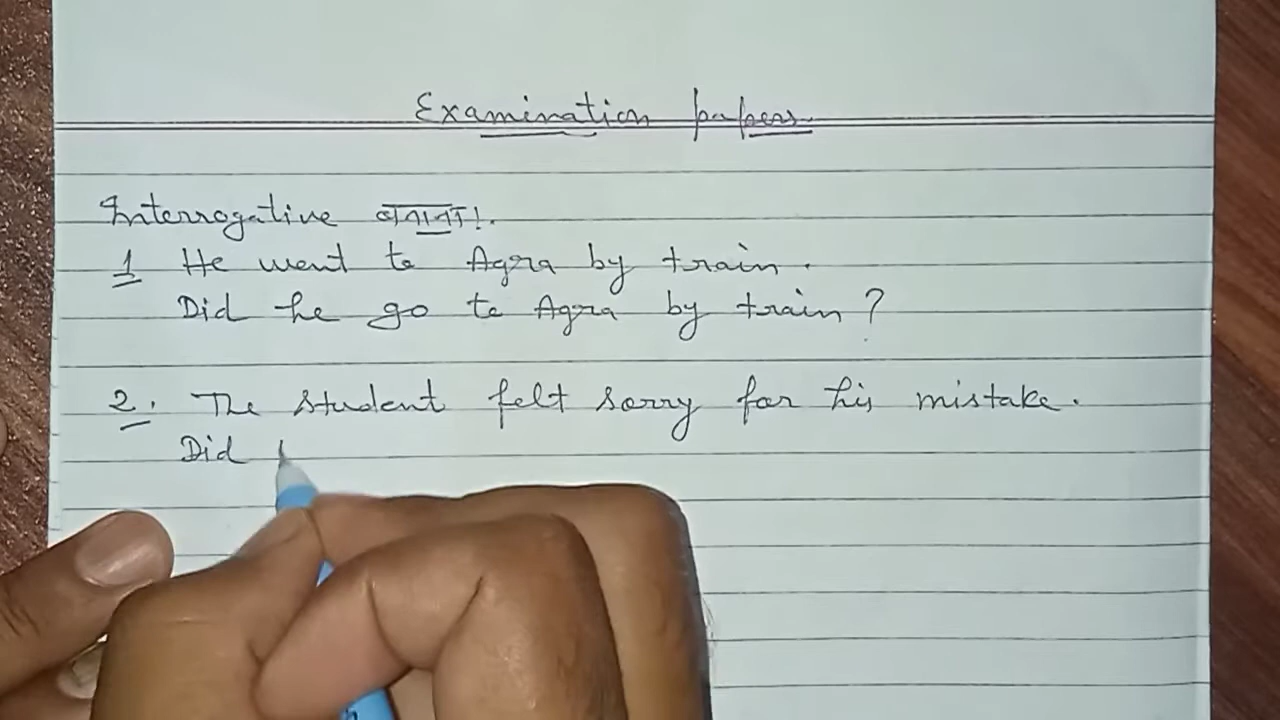 Examination papers.
Interrogative बनाना!.
1 He went to Agra by train.
Did he go to Agra by train?
2. The student felt sorry for his mistake.
Did